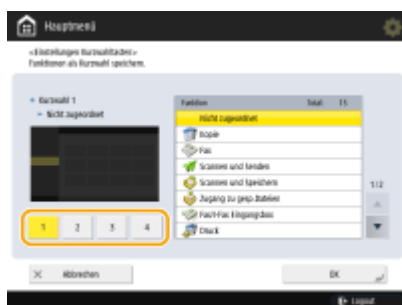 Hauptmenü
<Einstellungen Kurzwahltasten>
Funktionen als Kurzwahl speichern.
Kurzwahl 1
Nicht zugeordnet
Funktion Total 15
Nicht zugeordnet
Kopie
Fax
Scannen und Senden
Scannen und Speichern
Zugang zu gesp. Dateien
Fax/I-Fax Eingangsbox
Druck
1/2
1 2 3 4
Abbrechen
OK
Logout